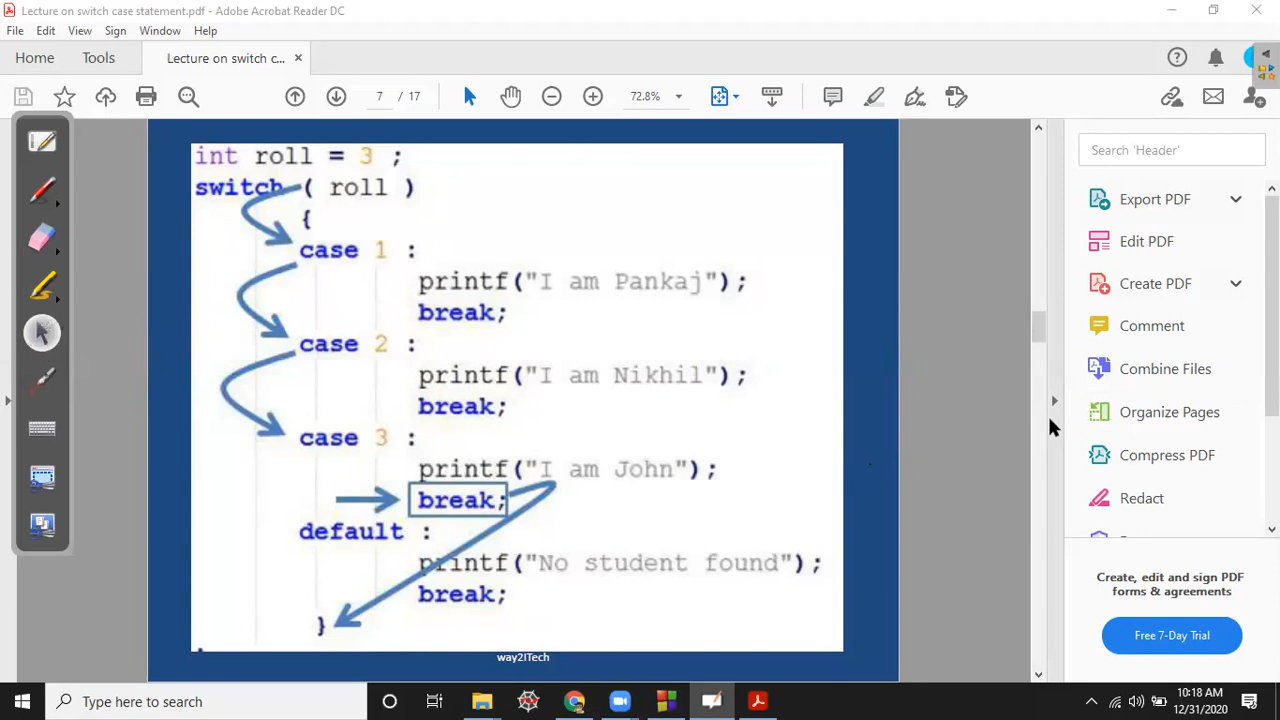 Lecture on switch case statement.pdf - Adobe Acrobat Reader DC
File Edit View Sign Window Help
Home Tools Lecture on switch c... ×
7 / 17 72.8%
int roll = 3 ;
switch ( roll )
{
case 1 :
printf("I am Pankaj");
break;
case 2 :
printf("I am Nikhil");
break;
case 3 :
printf("I am John");
break;
default :
printf("No student found");
break;
}
way2ITech
Search 'Header'
Export PDF
Edit PDF
Create PDF
Comment
Combine Files
Organize Pages
Compress PDF
Redact
Create, edit and sign PDF
forms & agreements
Free 7-Day Trial
Type here to search
10:18 AM
12/31/2020